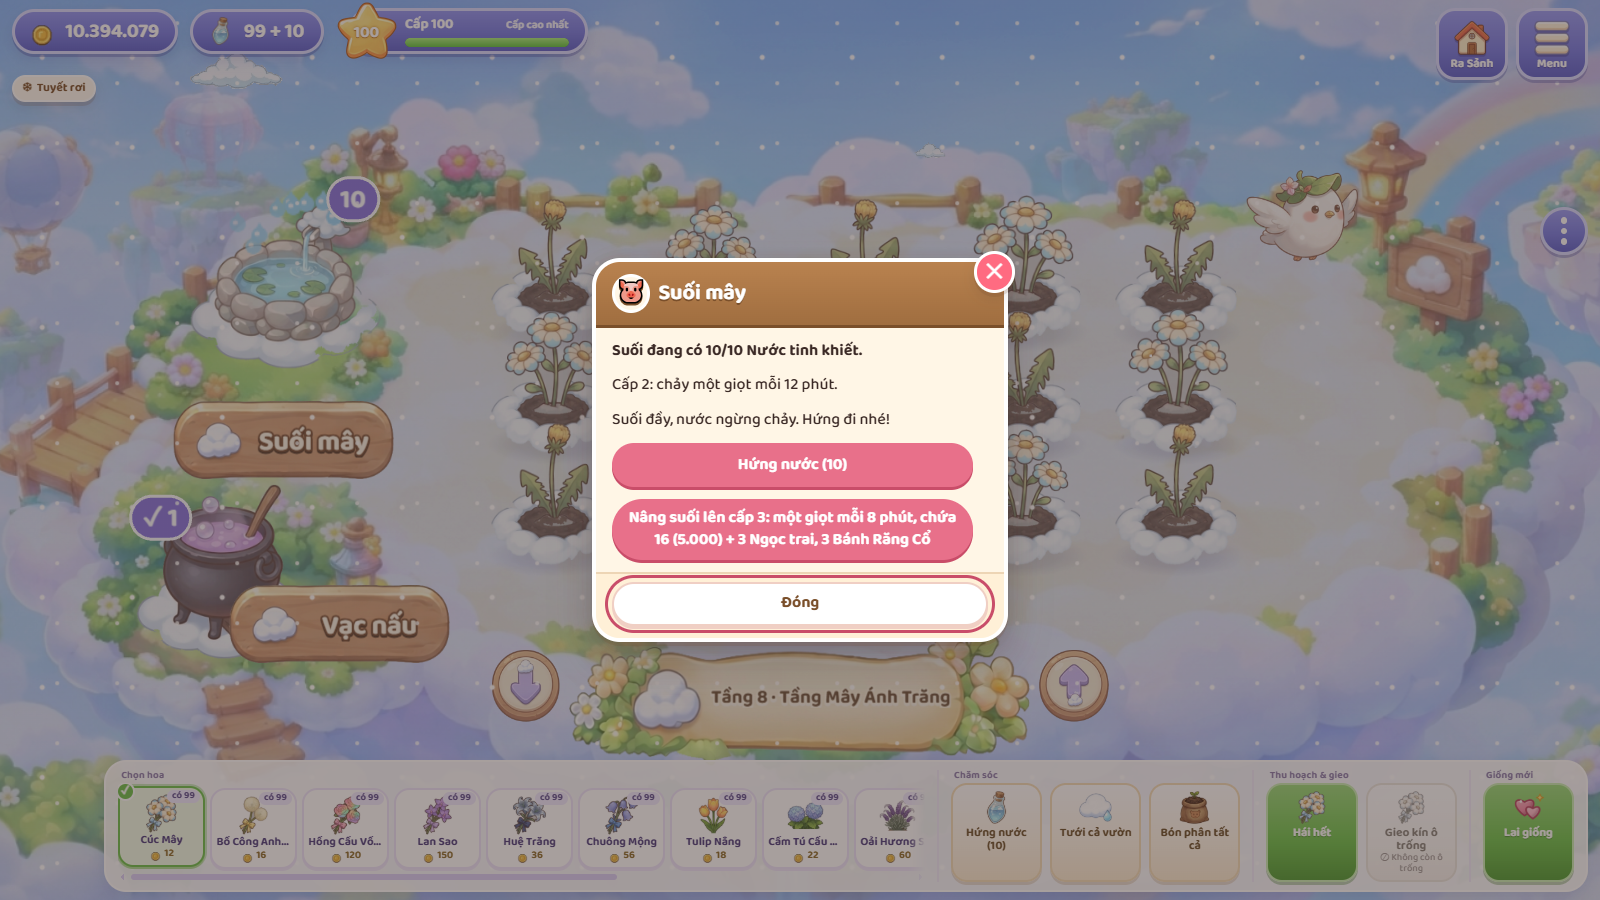 10.394.079
99 + 10
100
Cấp 100
Cấp cao nhất
Ra Sảnh
Menu
❄ Tuyết rơi
10
Suối mây
Suối đang có 10/10 Nước tinh khiết.
Cấp 2: chảy một giọt mỗi 12 phút.
Suối đầy, nước ngừng chảy. Hứng đi nhé!
Hứng nước (10)
Nâng suối lên cấp 3: một giọt mỗi 8 phút, chứa
16 (5.000) + 3 Ngọc trai, 3 Bánh Răng Cổ
Đóng
Suối mây
✓1
Vạc nấu
Tầng 8 · Tầng Mây Ánh Trăng
Chọn hoa
có 99
Cúc Mây
12
có 99
Bồ Công Anh...
16
có 99
Hồng Cầu Vồ...
120
có 99
Lan Sao
150
có 99
Huệ Trăng
36
có 99
Chuông Mộng
56
có 99
Tulip Nắng
18
có 99
Cẩm Tú Cầu ...
22
Oải Hương
60
Chăm sóc
Hứng nước
(10)
Tưới cả vườn
Bón phân tất
cả
Thu hoạch & gieo
Hái hết
Gieo kín ô
trống
Không còn ô
trống
Giống mới
Lai giống